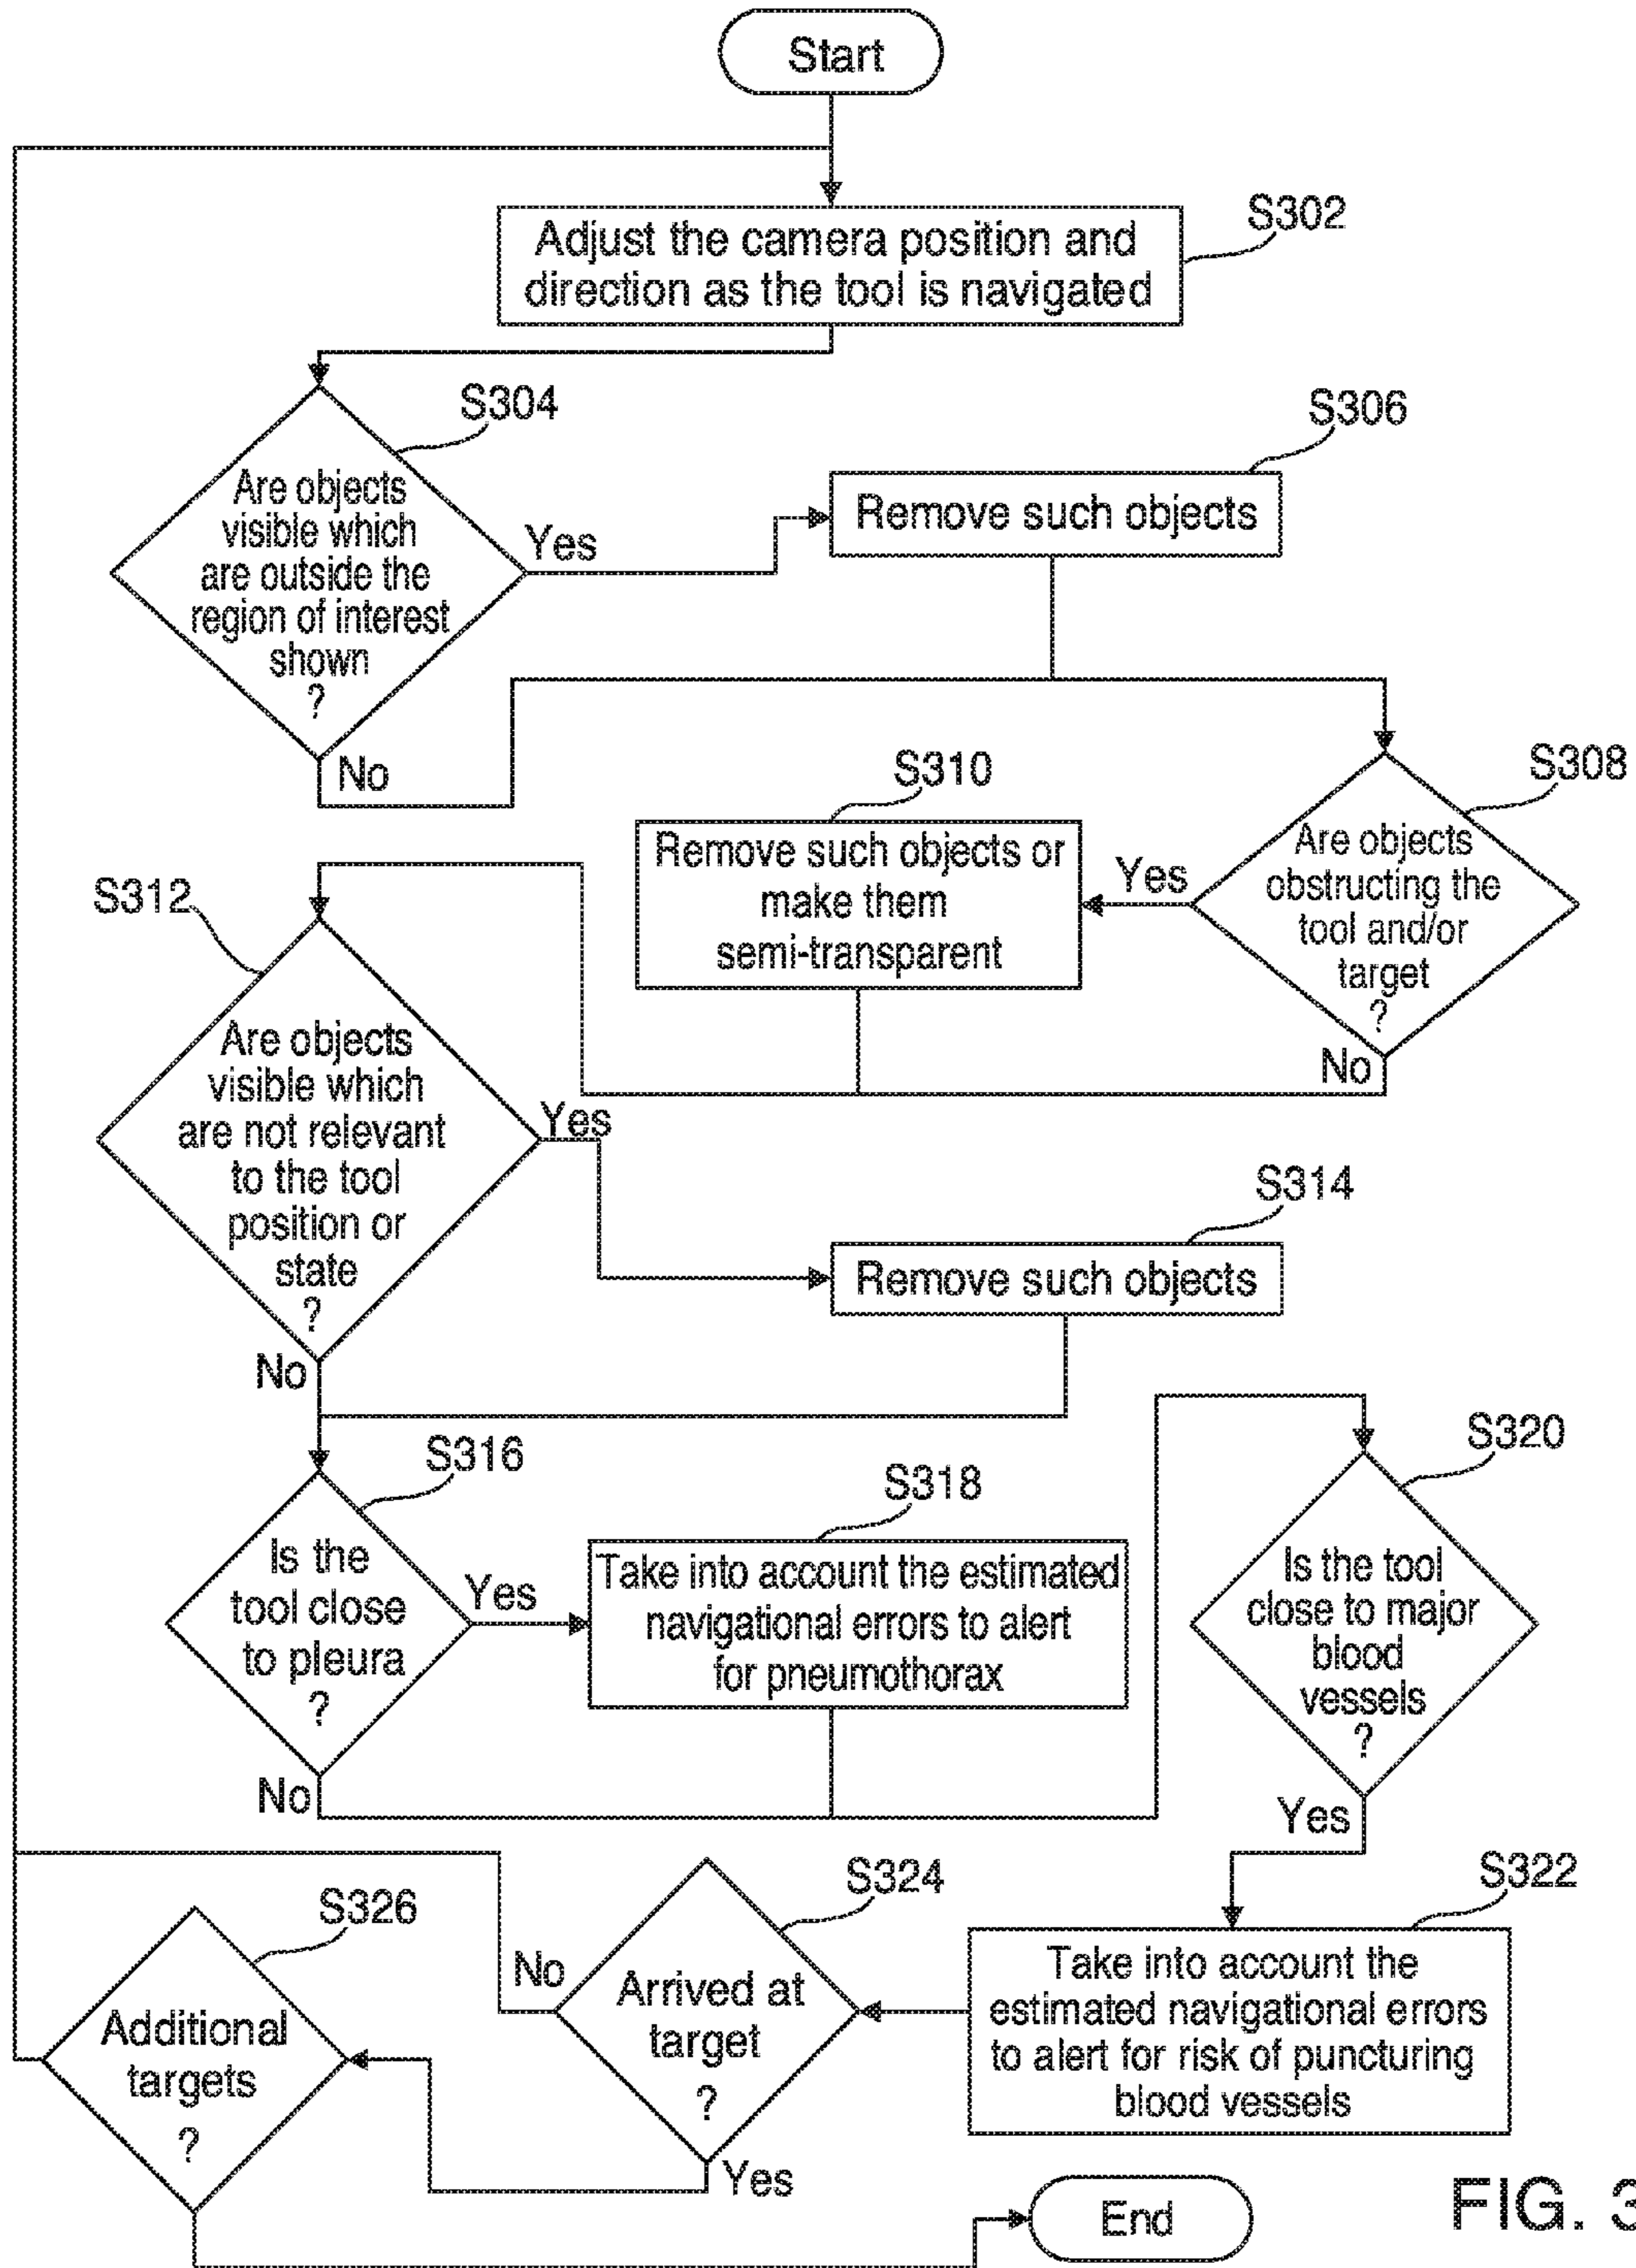 Start
S302
Adjust the camera position and
direction as the tool is navigated
S304
Are objects
visible which
are outside the
region of interest
shown
?
Yes
No
S306
Remove such objects
S308
Are objects
obstructing the
tool and/or
target
?
Yes
No
S310
Remove such objects or
make them
semi-transparent
S312
Are objects
visible which
are not relevant
to the tool
position or
state
?
Yes
No
S314
Remove such objects
S316
Is the
tool close
to pleura
?
Yes
No
S318
Take into account the estimated
navigational errors to alert
for pneumothorax
S320
Is the tool
close to major
blood
vessels
?
Yes
S322
Take into account the
estimated navigational errors
to alert for risk of puncturing
blood vessels
S324
Arrived at
target
?
No
Yes
S326
Additional
targets
?
End
FIG. 3